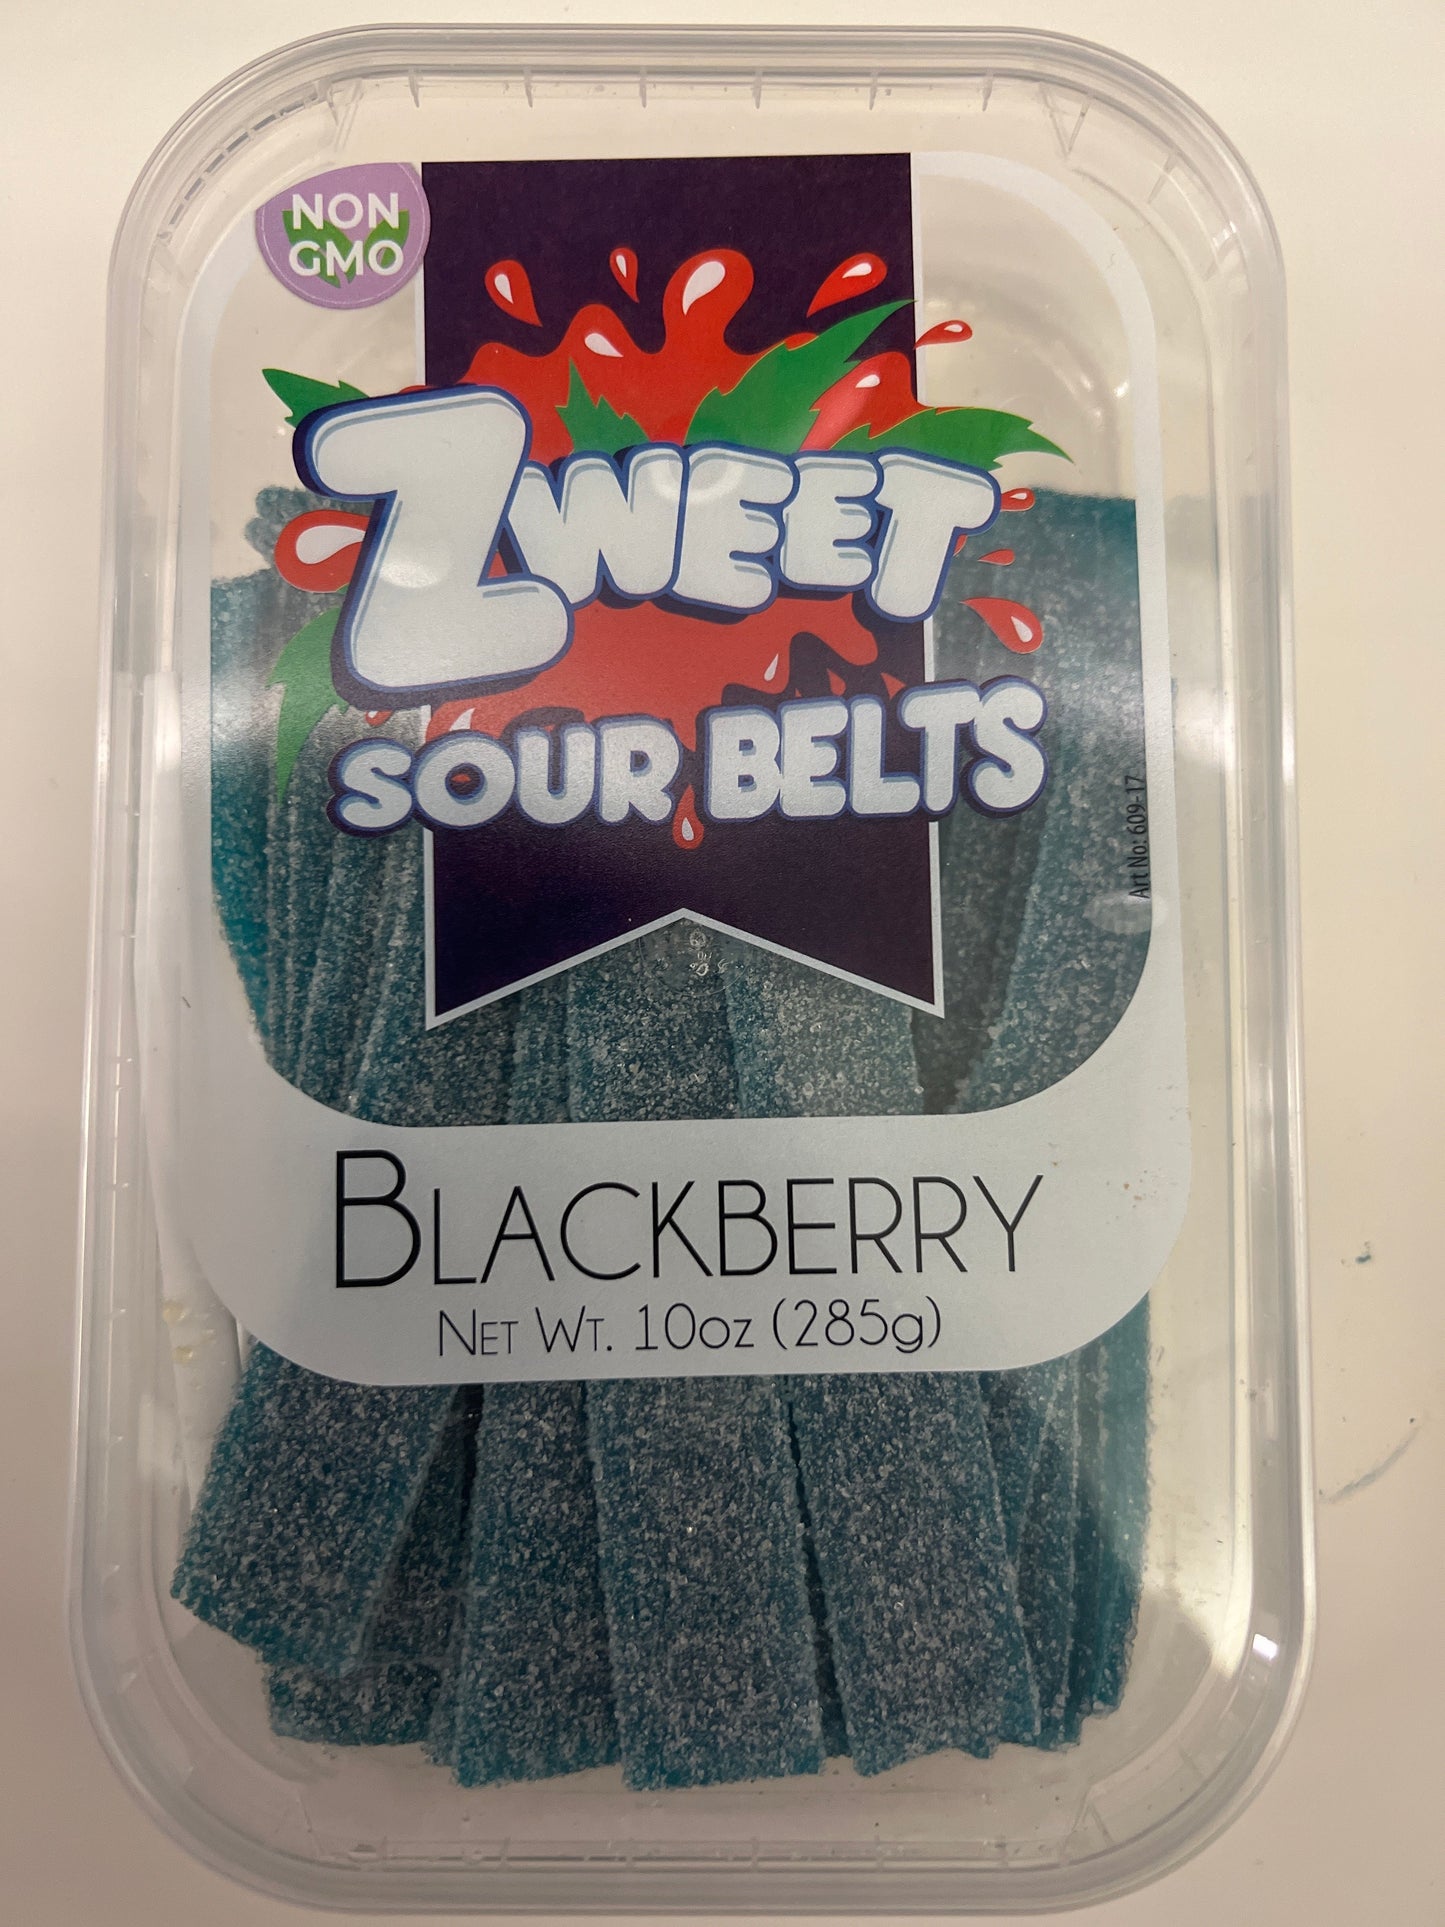 NON
GMO
ZWEET
SOUR BELTS
Art No: 609-17
BLACKBERRY
NET WT. 10oz (285g)